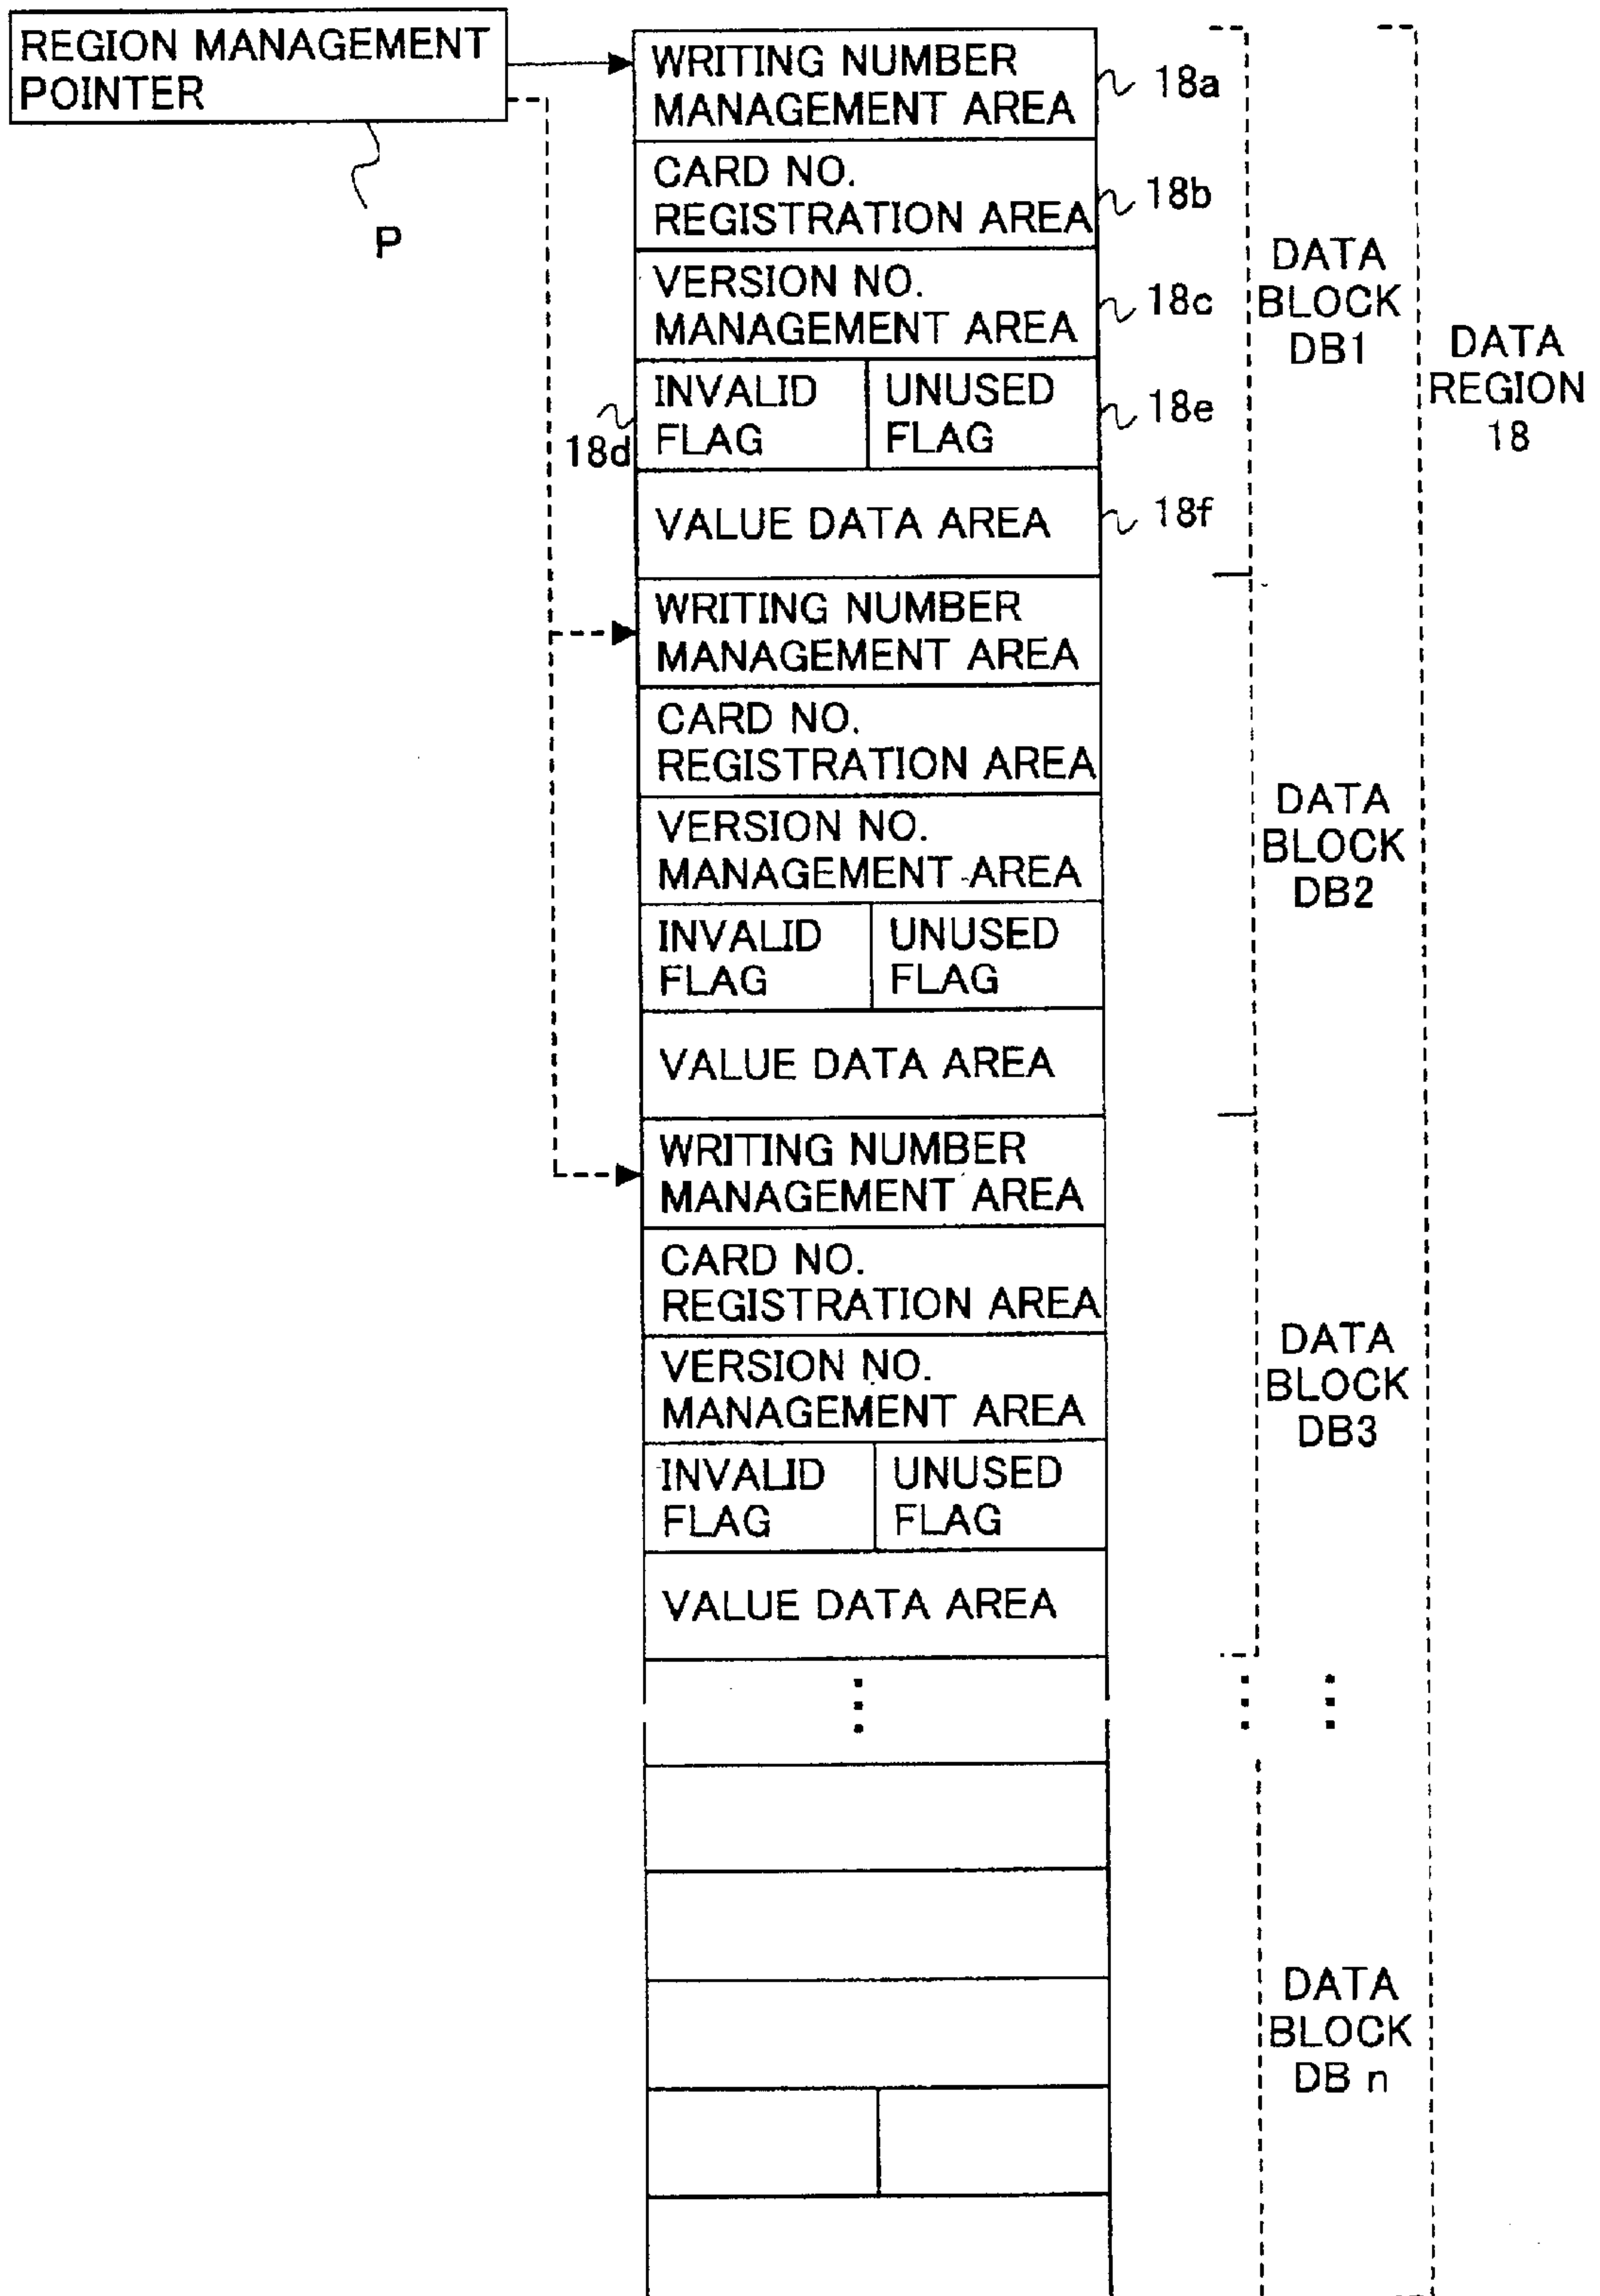 REGION MANAGEMENT
POINTER
P
WRITING NUMBER
MANAGEMENT AREA
18a
CARD NO.
REGISTRATION AREA
18b
VERSION NO.
MANAGEMENT AREA
18c
INVALID
FLAG
18d
UNUSED
FLAG
18e
VALUE DATA AREA
18f
DATA
BLOCK
DB1
DATA
REGION
18
WRITING NUMBER
MANAGEMENT AREA
CARD NO.
REGISTRATION AREA
VERSION NO.
MANAGEMENT AREA
INVALID
FLAG
UNUSED
FLAG
VALUE DATA AREA
DATA
BLOCK
DB2
WRITING NUMBER
MANAGEMENT AREA
CARD NO.
REGISTRATION AREA
VERSION NO.
MANAGEMENT AREA
INVALID
FLAG
UNUSED
FLAG
VALUE DATA AREA
DATA
BLOCK
DB3
DATA
BLOCK
DB n